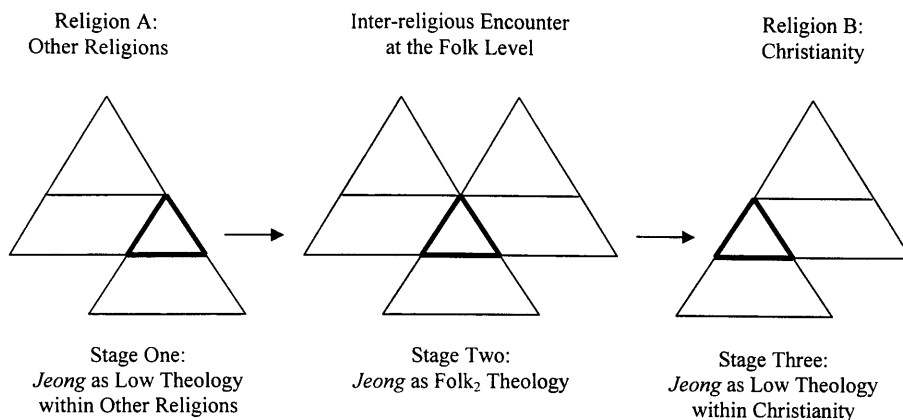 Religion A:
Other Religions
Inter-religious Encounter
at the Folk Level
Religion B:
Christianity
Stage One:
Jeong as Low Theology
within Other Religions
Stage Two:
Jeong as Folk₂ Theology
Stage Three:
Jeong as Low Theology
within Christianity